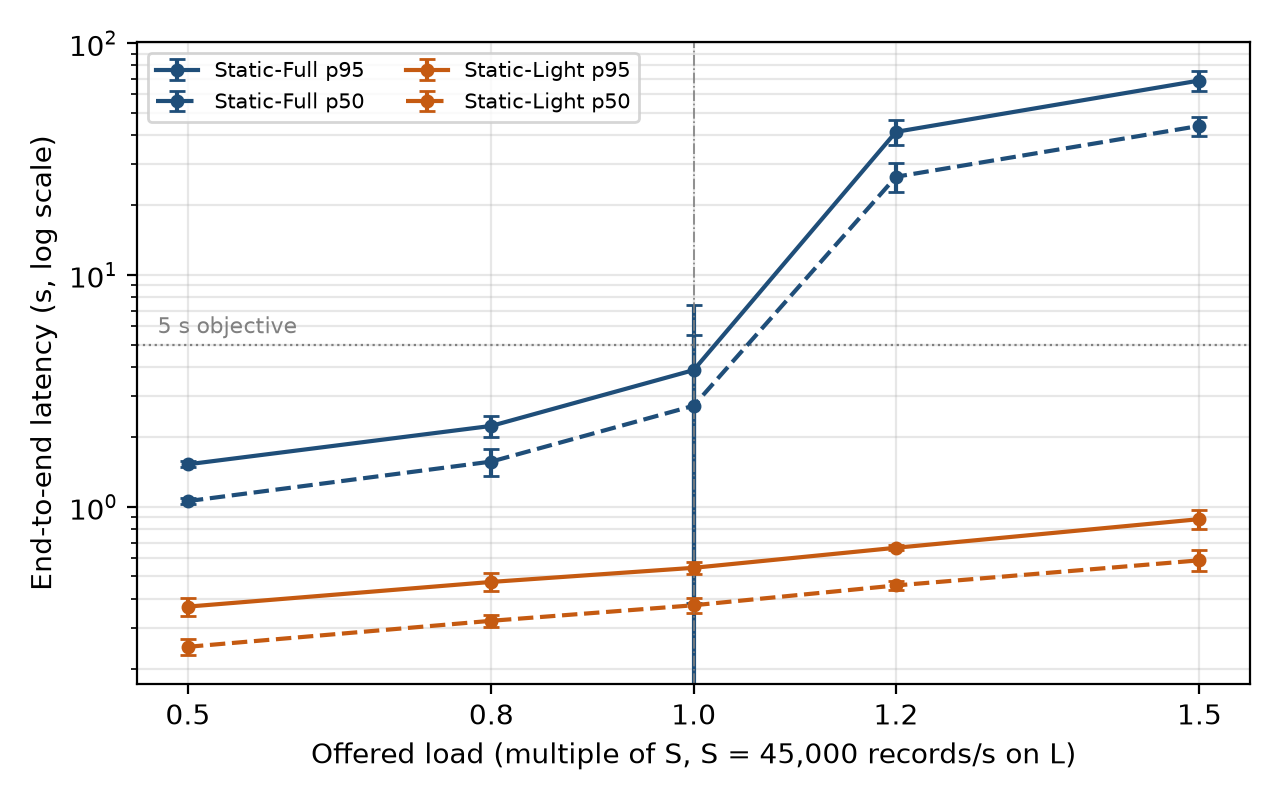 Static-Full p95
Static-Full p50
Static-Light p95
Static-Light p50
10²
10¹
10⁰
5 s objective
End-to-end latency (s, log scale)
0.5 0.8 1.0 1.2 1.5
Offered load (multiple of S, S = 45,000 records/s on L)